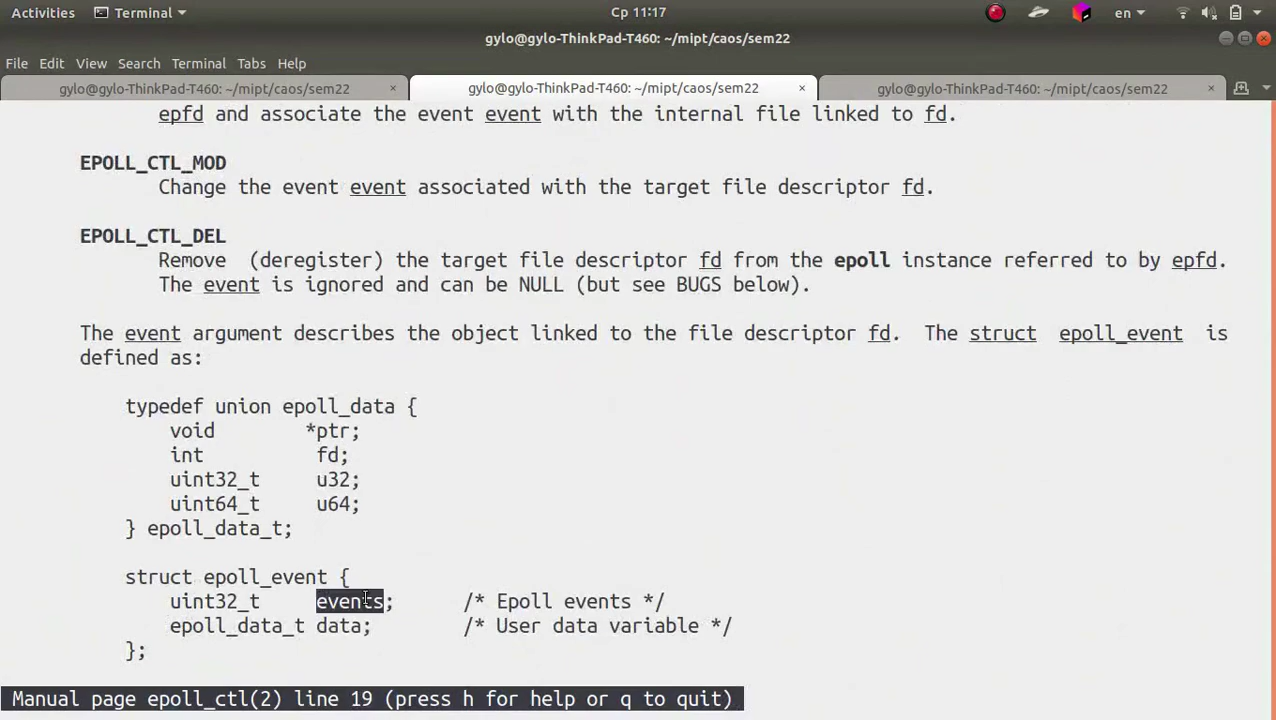 Activities Terminal Ср 11:17 en
gylo@gylo-ThinkPad-T460: ~/mipt/caos/sem22
File Edit View Search Terminal Tabs Help
gylo@gylo-ThinkPad-T460: ~/mipt/caos/sem22 × gylo@gylo-ThinkPad-T460: ~/mipt/caos/sem22 × gylo@gylo-ThinkPad-T460: ~/mipt/caos/sem22 ×
epfd and associate the event event with the internal file linked to fd.
EPOLL_CTL_MOD
Change the event event associated with the target file descriptor fd.
EPOLL_CTL_DEL
Remove (deregister) the target file descriptor fd from the epoll instance referred to by epfd.
The event is ignored and can be NULL (but see BUGS below).
The event argument describes the object linked to the file descriptor fd. The struct epoll_event is
defined as:
typedef union epoll_data {
void *ptr;
int fd;
uint32_t u32;
uint64_t u64;
} epoll_data_t;
struct epoll_event {
uint32_t events; /* Epoll events */
epoll_data_t data; /* User data variable */
};
Manual page epoll_ctl(2) line 19 (press h for help or q to quit)